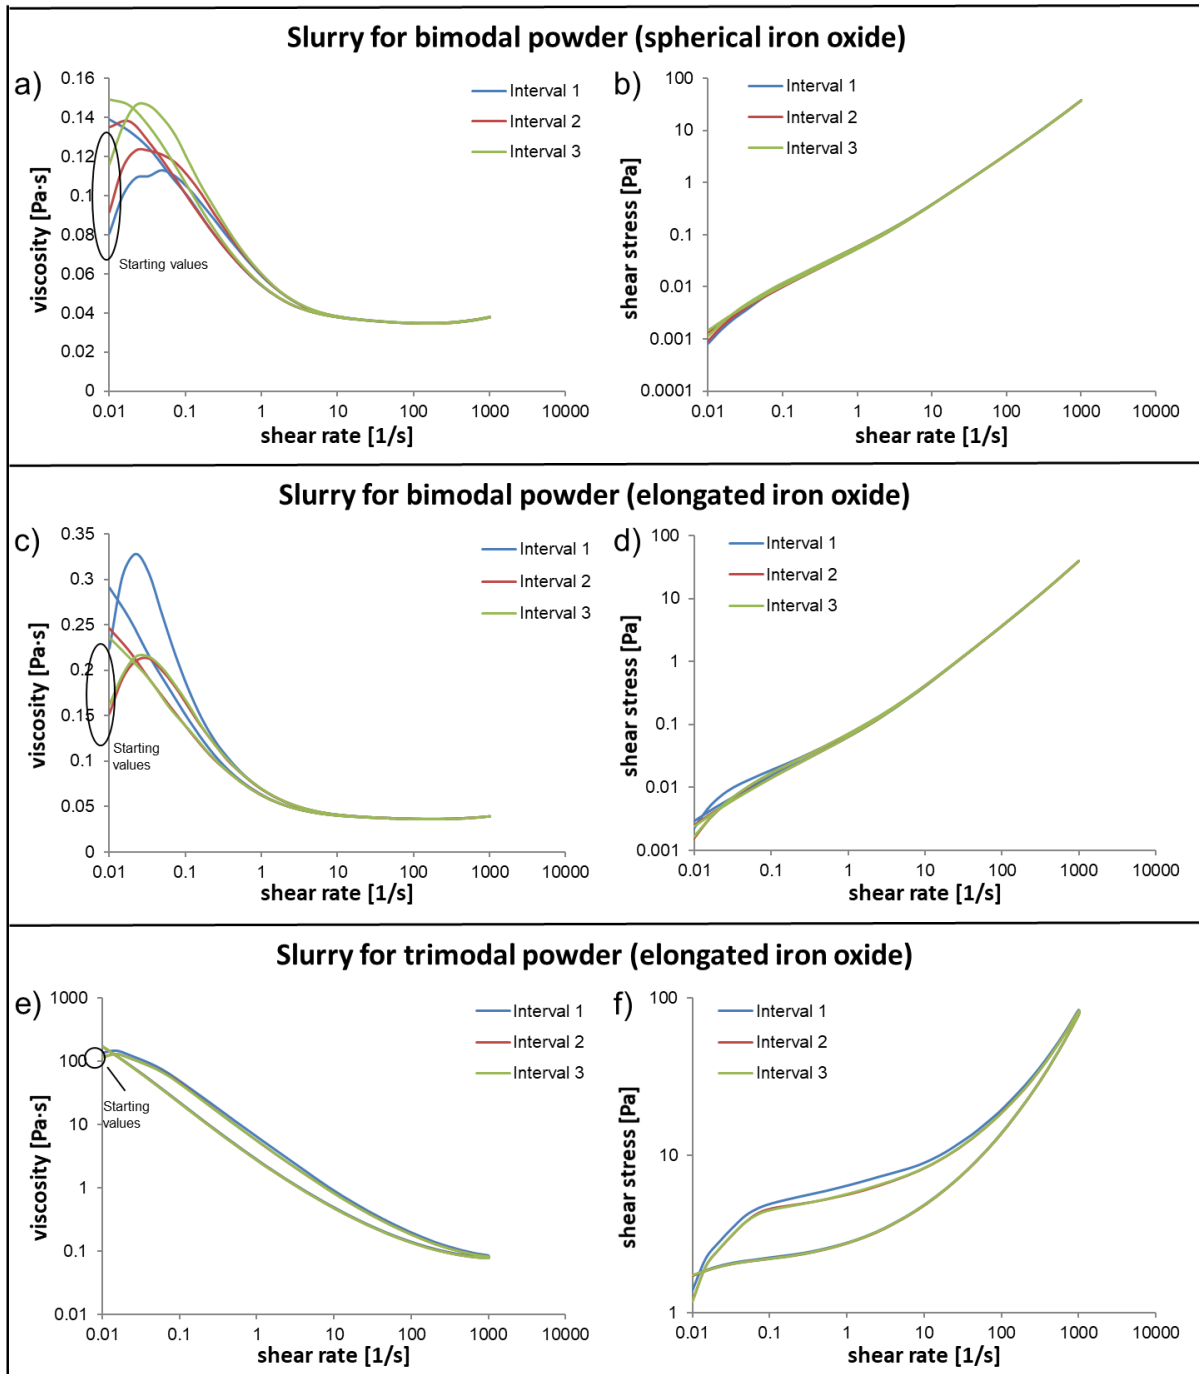 Slurry for bimodal powder (spherical iron oxide)
a)
viscosity [Pa·s]
0.16
0.14
0.12
0.1
0.08
0.06
0.04
0.02
0
Interval 1
Interval 2
Interval 3
Starting values
0.01 0.1 1 10 100 1000 10000
shear rate [1/s]
b)
shear stress [Pa]
100
10
1
0.1
0.01
0.001
0.0001
Interval 1
Interval 2
Interval 3
0.01 0.1 1 10 100 1000 10000
shear rate [1/s]
Slurry for bimodal powder (elongated iron oxide)
c)
viscosity [Pa·s]
0.35
0.3
0.25
0.2
0.15
0.1
0.05
0
Interval 1
Interval 2
Interval 3
Starting
values
0.01 0.1 1 10 100 1000 10000
shear rate [1/s]
d)
shear stress [Pa]
100
10
1
0.1
0.01
0.001
Interval 1
Interval 2
Interval 3
0.01 0.1 1 10 100 1000 10000
shear rate [1/s]
Slurry for trimodal powder (elongated iron oxide)
e)
viscosity [Pa·s]
1000
100
10
1
0.1
0.01
Interval 1
Interval 2
Interval 3
Starting
values
0.01 0.1 1 10 100 1000 10000
shear rate [1/s]
f)
shear stress [Pa]
100
10
1
Interval 1
Interval 2
Interval 3
0.01 0.1 1 10 100 1000 10000
shear rate [1/s]